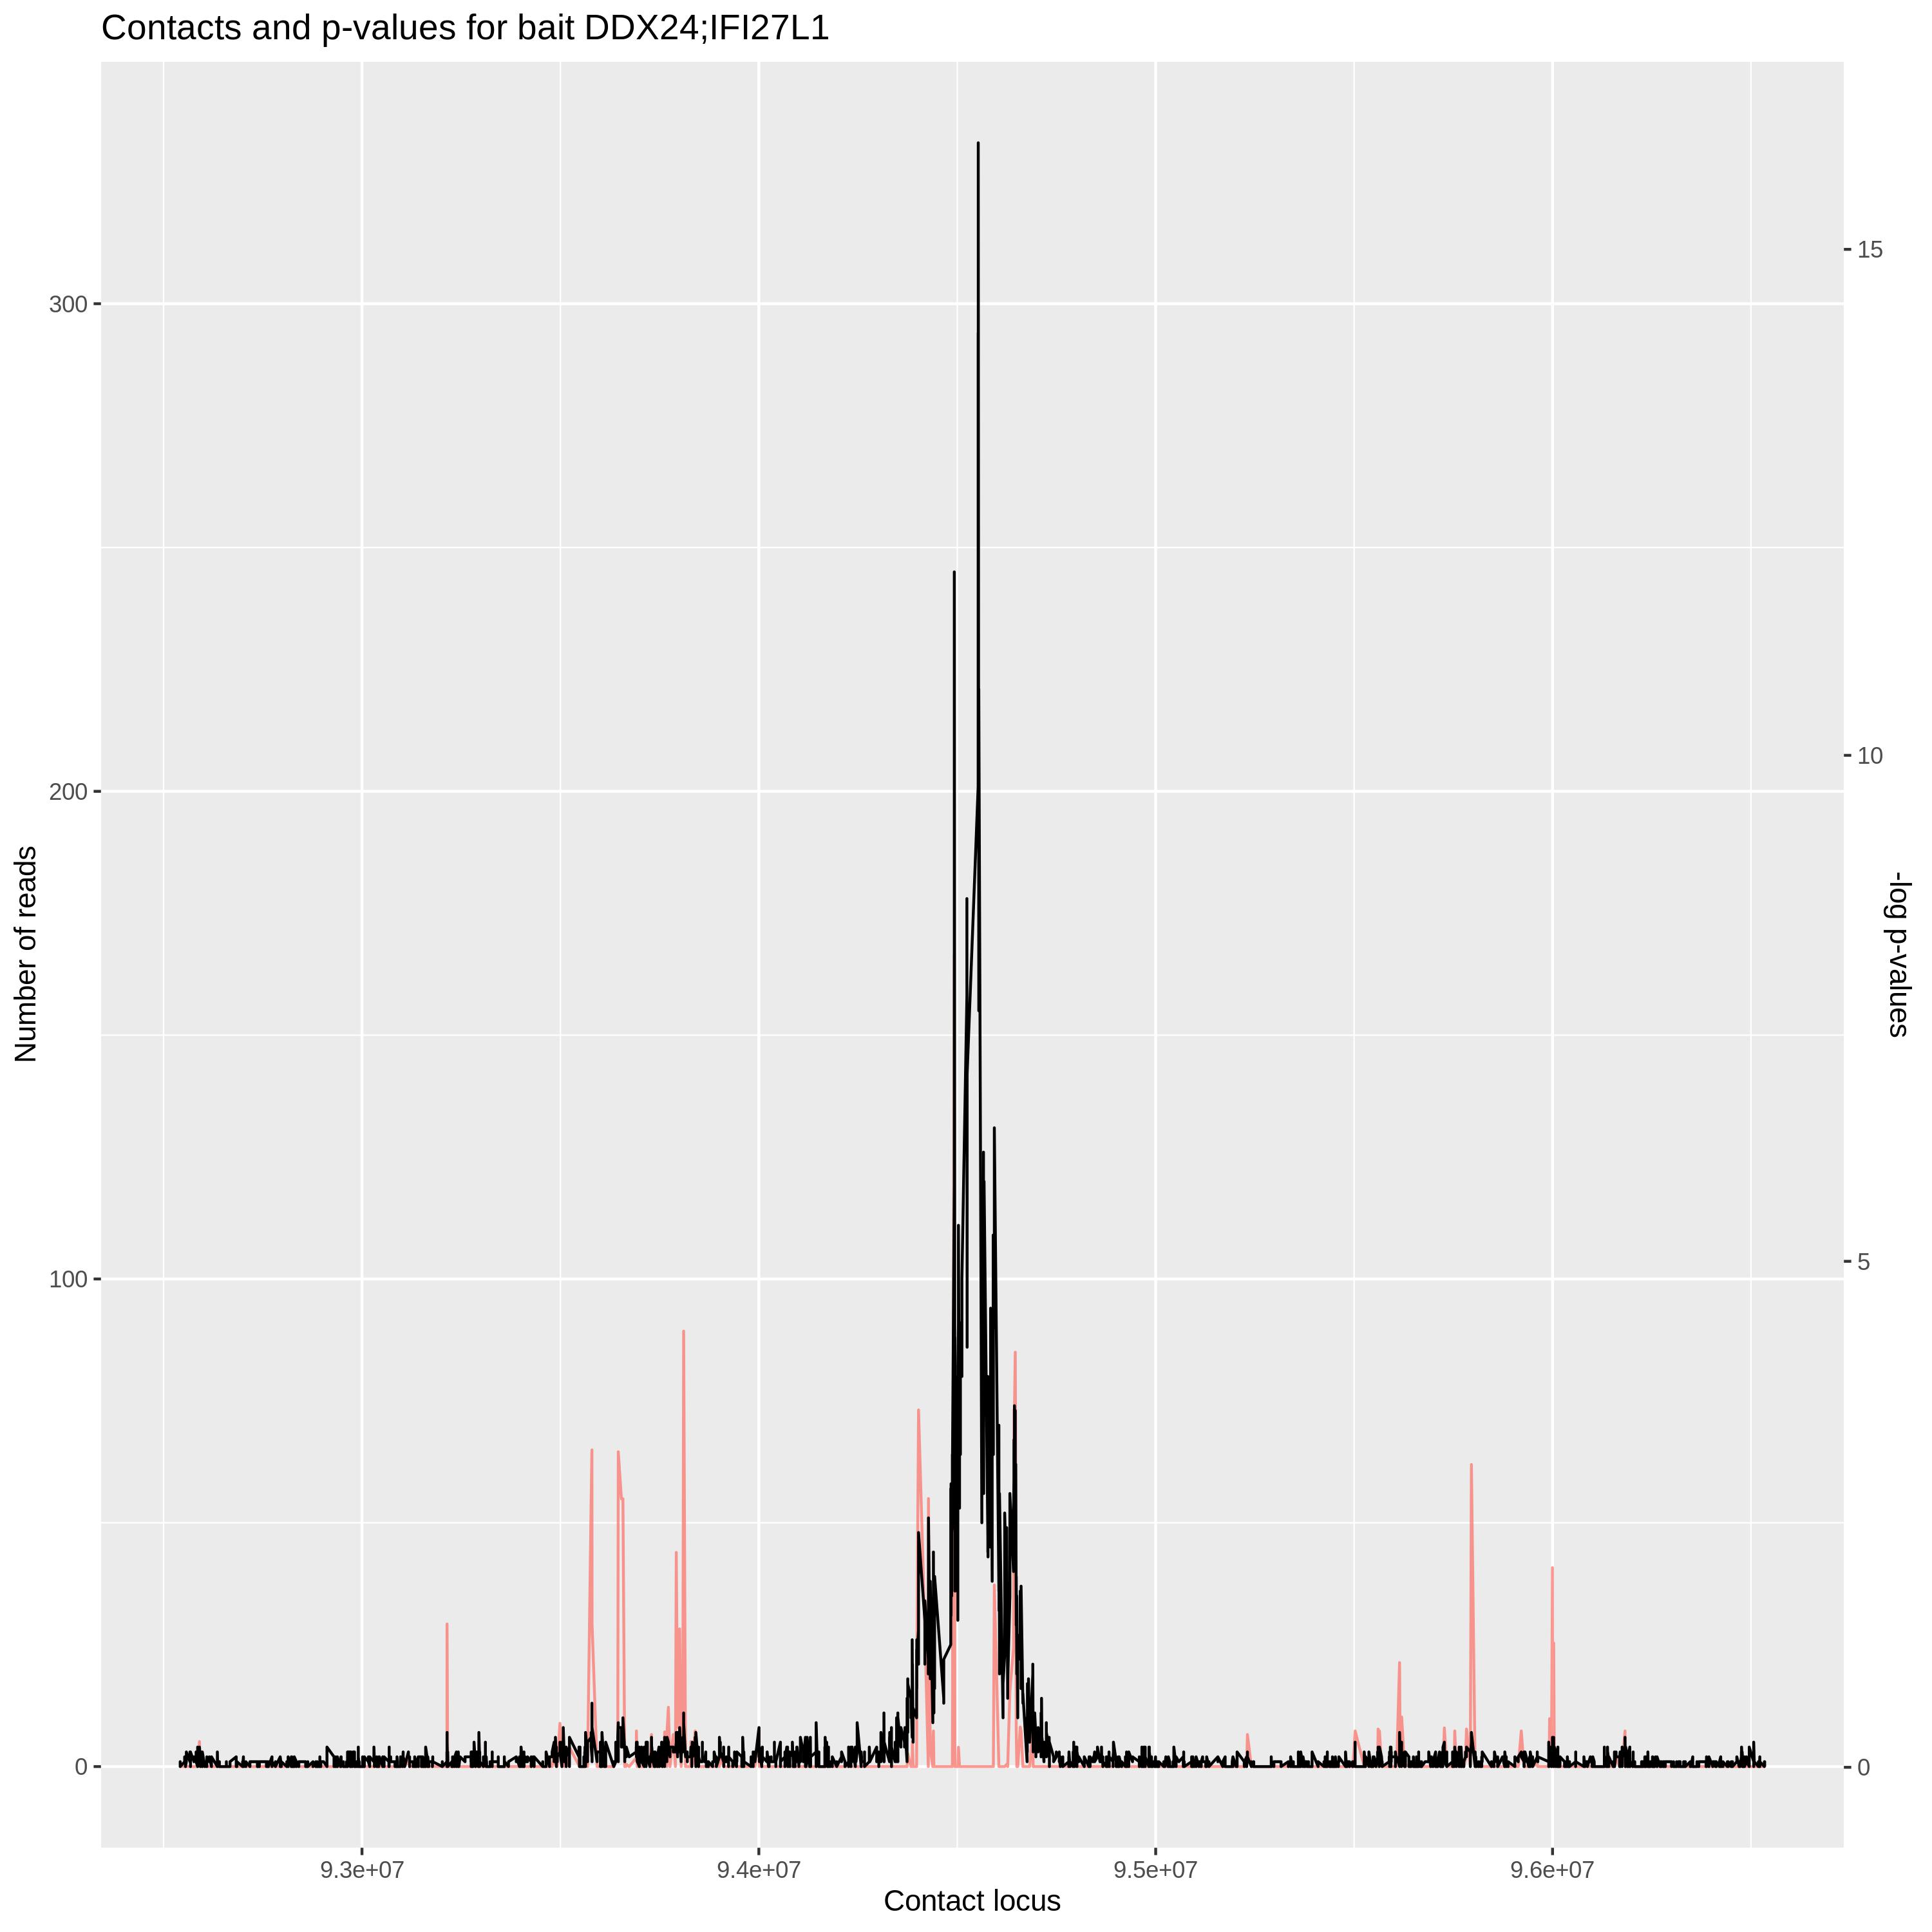 Contacts and p-values for bait DDX24;IFI27L1
300
200
100
0
Number of reads
15
10
5
0
-log p-values
9.3e+07
9.4e+07
9.5e+07
9.6e+07
Contact locus